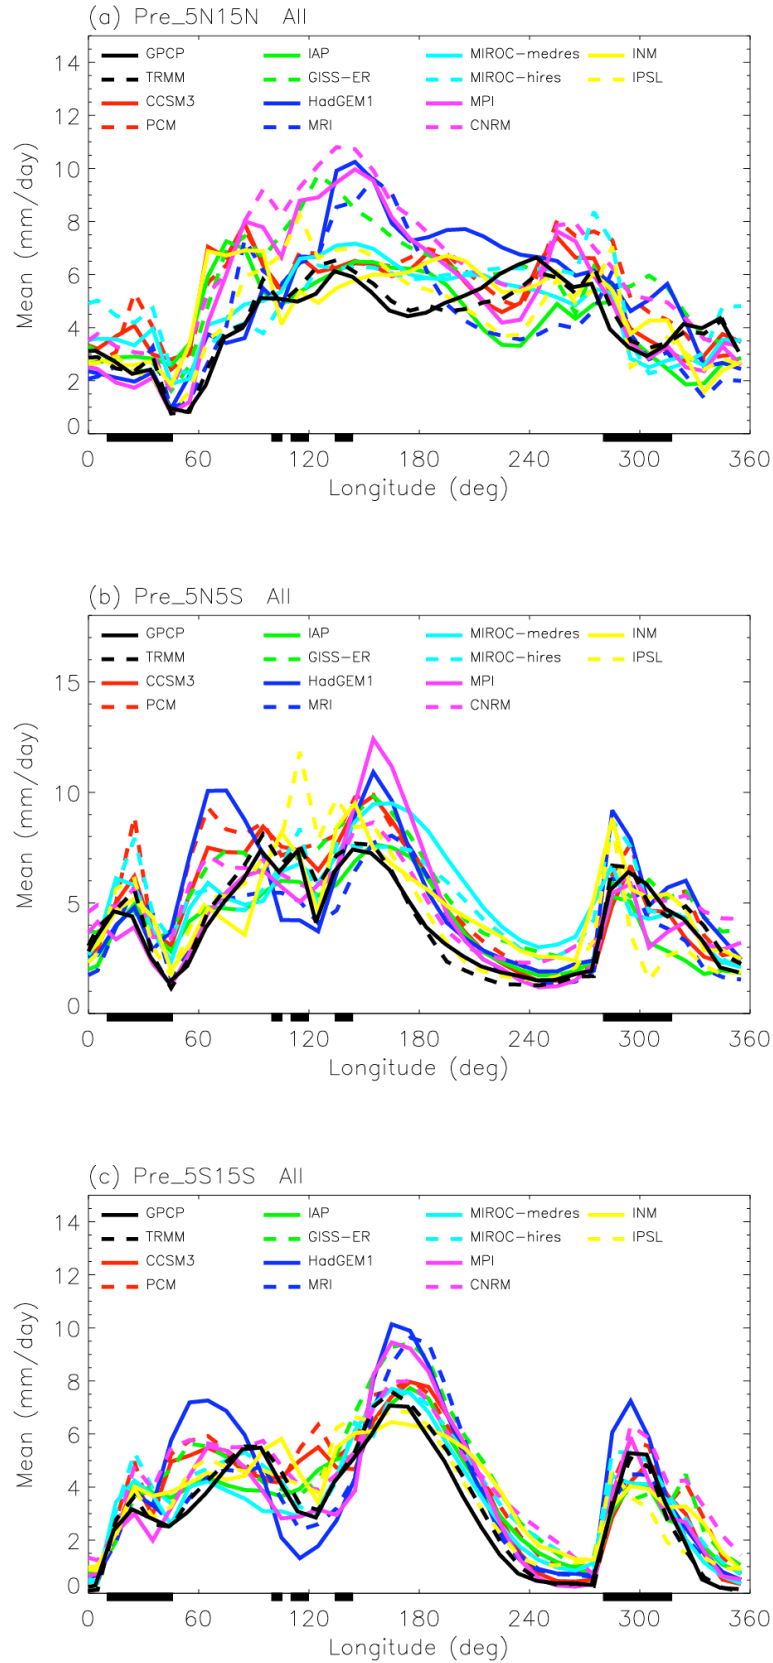 (a) Pre_5N15N All
GPCP IAP MIROC-medres INM
TRMM GISS-ER MIROC-hires IPSL
CCSM3 HadGEM1 MPI
PCM MRI CNRM
14
12
10
8
6
4
2
0
Mean (mm/day)
0 60 120 180 240 300 360
Longitude (deg)
(b) Pre_5N5S All
GPCP IAP MIROC-medres INM
TRMM GISS-ER MIROC-hires IPSL
CCSM3 HadGEM1 MPI
PCM MRI CNRM
15
10
5
0
Mean (mm/day)
0 60 120 180 240 300 360
Longitude (deg)
(c) Pre_5S15S All
GPCP IAP MIROC-medres INM
TRMM GISS-ER MIROC-hires IPSL
CCSM3 HadGEM1 MPI
PCM MRI CNRM
14
12
10
8
6
4
2
0
Mean (mm/day)
0 60 120 180 240 300 360
Longitude (deg)